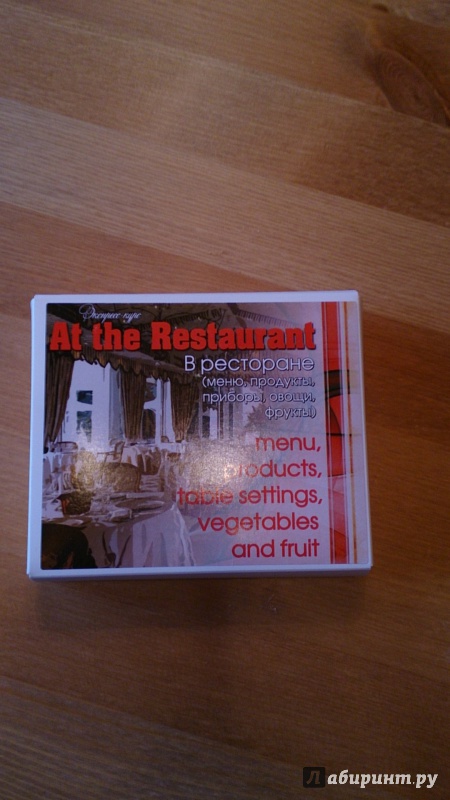 Экспресс-курс
At the Restaurant
В ресторане
(меню, продукты,
приборы, овощи,
фрукты)
menu,
products,
table settings,
vegetables
and fruit
Лабиринт.ру